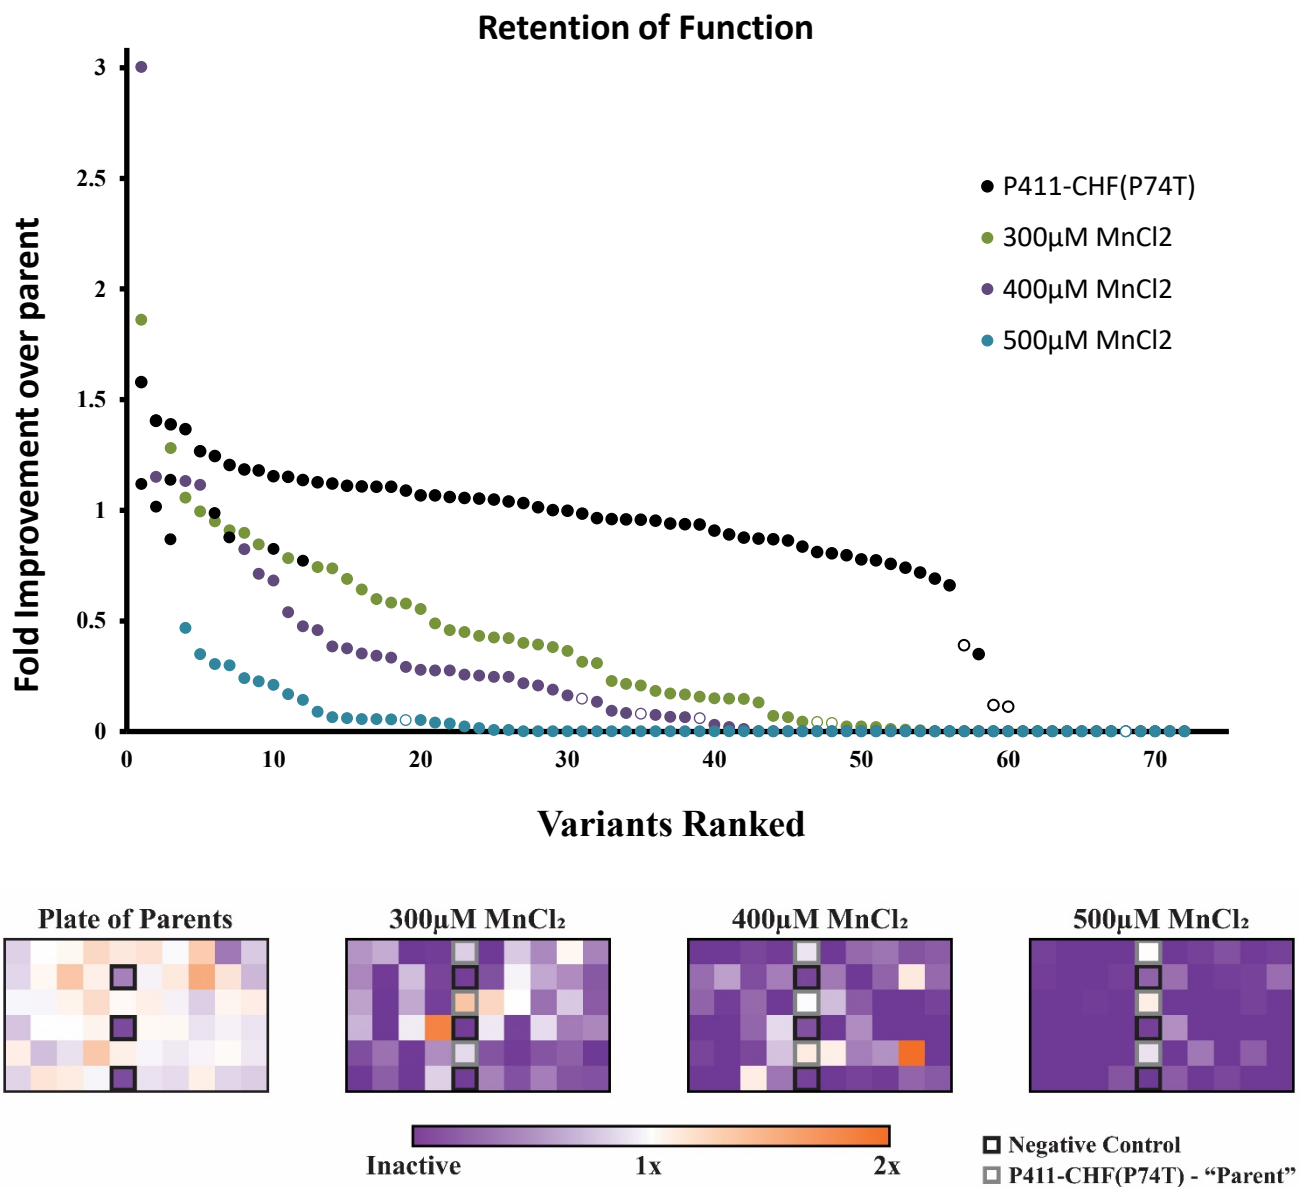 Retention of Function
Fold Improvement over parent
3
2.5
2
1.5
1
0.5
0
0 10 20 30 40 50 60 70
Variants Ranked
P411-CHF(P74T)
300µM MnCl2
400µM MnCl2
500µM MnCl2
Plate of Parents 300µM MnCl₂ 400µM MnCl₂ 500µM MnCl₂
Inactive 1x 2x
Negative Control
P411-CHF(P74T) - “Parent”